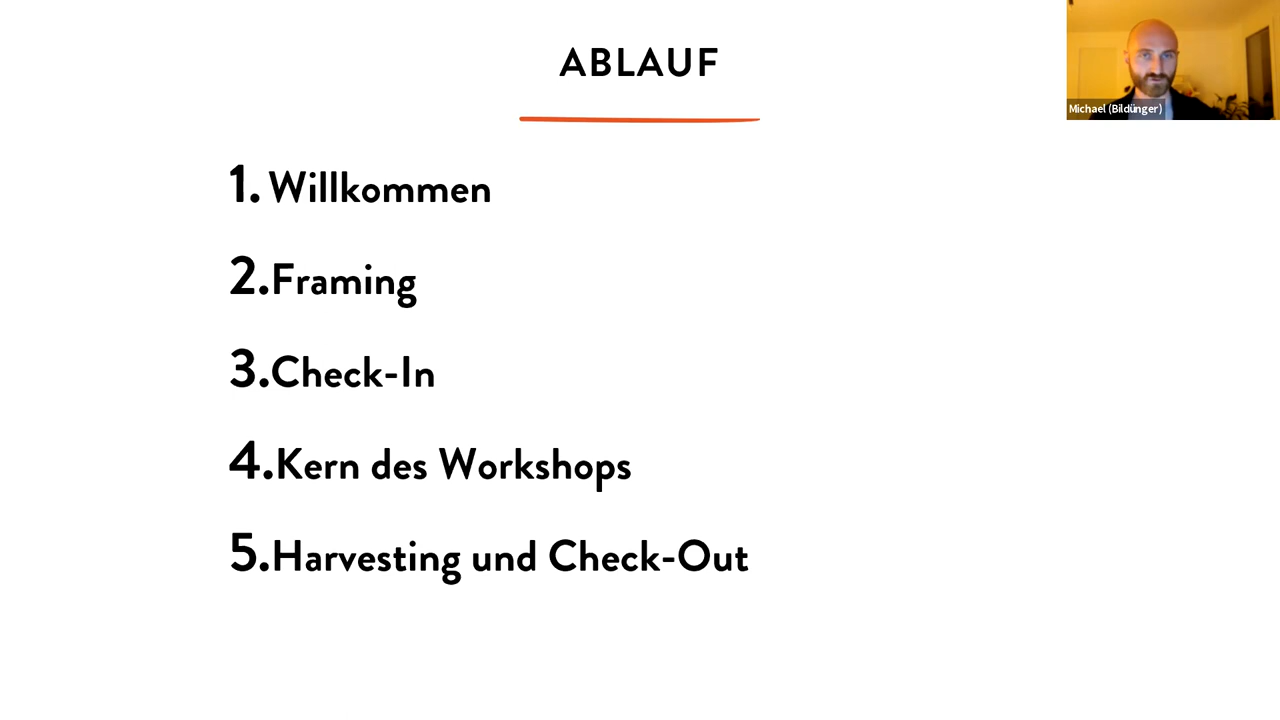 ABLAUF
Michael (Bildünger)
1. Willkommen
2.Framing
3.Check-In
4.Kern des Workshops
5.Harvesting und Check-Out